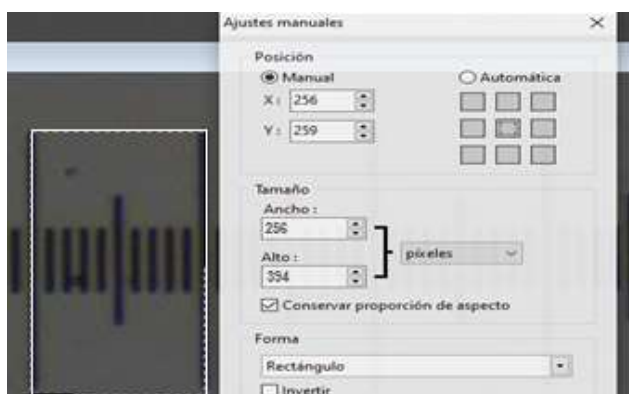 Ajustes manuales
Posición
Manual
Automática
X: 256
Y: 259
Tamaño
Ancho :
256
Alto :
394
píxeles
Conservar proporción de aspecto
Forma
Rectángulo
Invertir